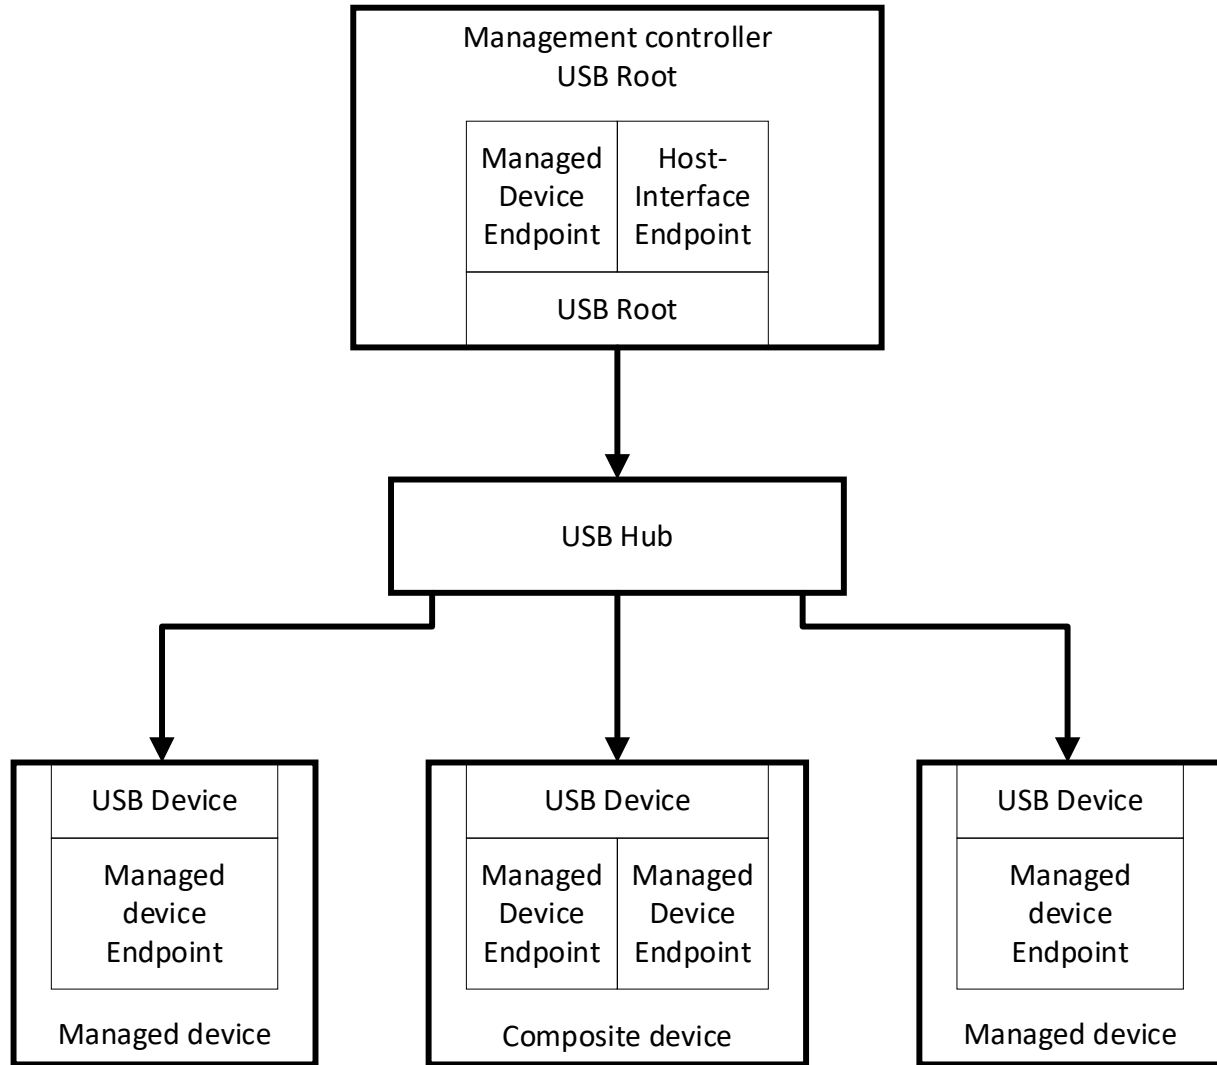 Management controller
USB Root
Managed
Device
Endpoint
Host-
Interface
Endpoint
USB Root
USB Hub
USB Device
Managed
device
Endpoint
Managed device
USB Device
Managed
Device
Endpoint
Managed
Device
Endpoint
Composite device
USB Device
Managed
device
Endpoint
Managed device